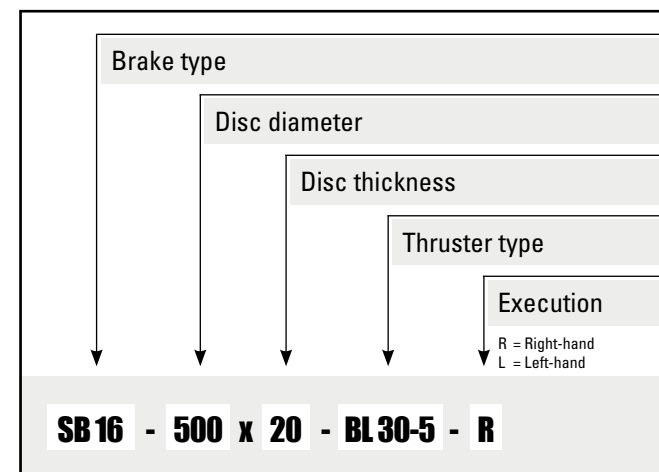 Brake type
Disc diameter
Disc thickness
Thruster type
Execution
R = Right-hand
L = Left-hand
SB 16 - 500 x 20 - BL 30-5 - R